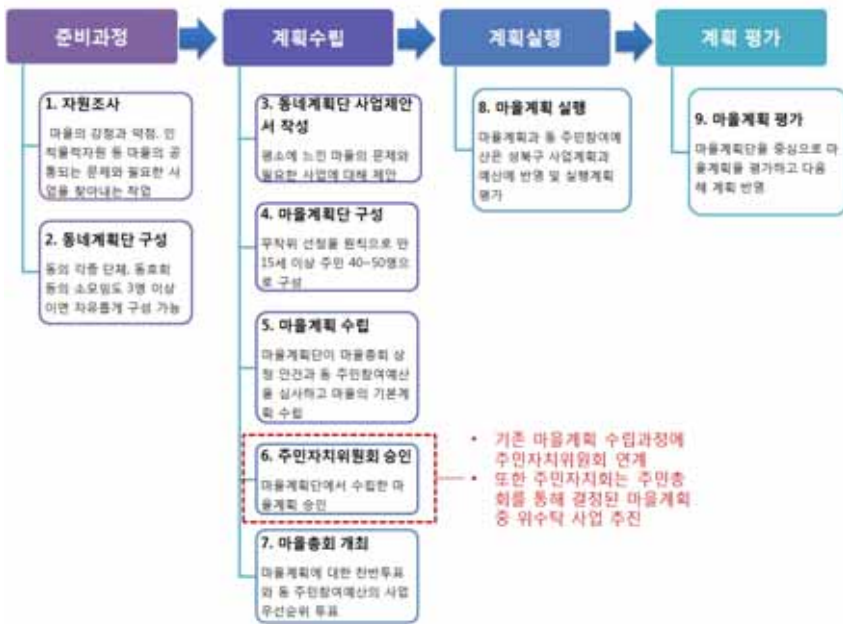 준비과정
계획수립
계획실행
계획 평가
1. 자원조사
마을의 강점과 약점, 인
적물적자원 등 마을의 공
통되는 문제와 필요한 사
업을 찾아내는 작업
2. 동네계획단 구성
동의 각종 단체, 동호회
등의 소모임도 3명 이상
이면 자유롭게 구성 가능
3. 동네계획단 사업제안
서 작성
평소에 느낀 마을의 문제와
필요한 사업에 대해 제안
4. 마을계획단 구성
무작위 선정을 원칙으로 만
15세 이상 주민 40~50명으
로 구성
5. 마을계획 수립
마을계획단이 마을총회 상
정 안건과 동 주민참여예산
을 심사하고 마을의 기본계
획 수립
6. 주민자치위원회 승인
마을계획단에서 수립한 마
을계획 승인
7. 마을총회 개최
마을계획에 대한 찬반투표
와 동 주민참여예산의 사업
우선순위 투표
8. 마을계획 실행
마을계획과 동 주민참여예
산은 성북구 사업계획과
예산에 반영 및 실행계획
평가
9. 마을계획 평가
마을계획단을 중심으로 마
을계획을 평가하고 다음
해 계획 반영
• 기존 마을계획 수립과정에
주민자치위원회 연계
• 또한 주민자치회는 주민총
회를 통해 결정된 마을계획
중 위수탁 사업 추진